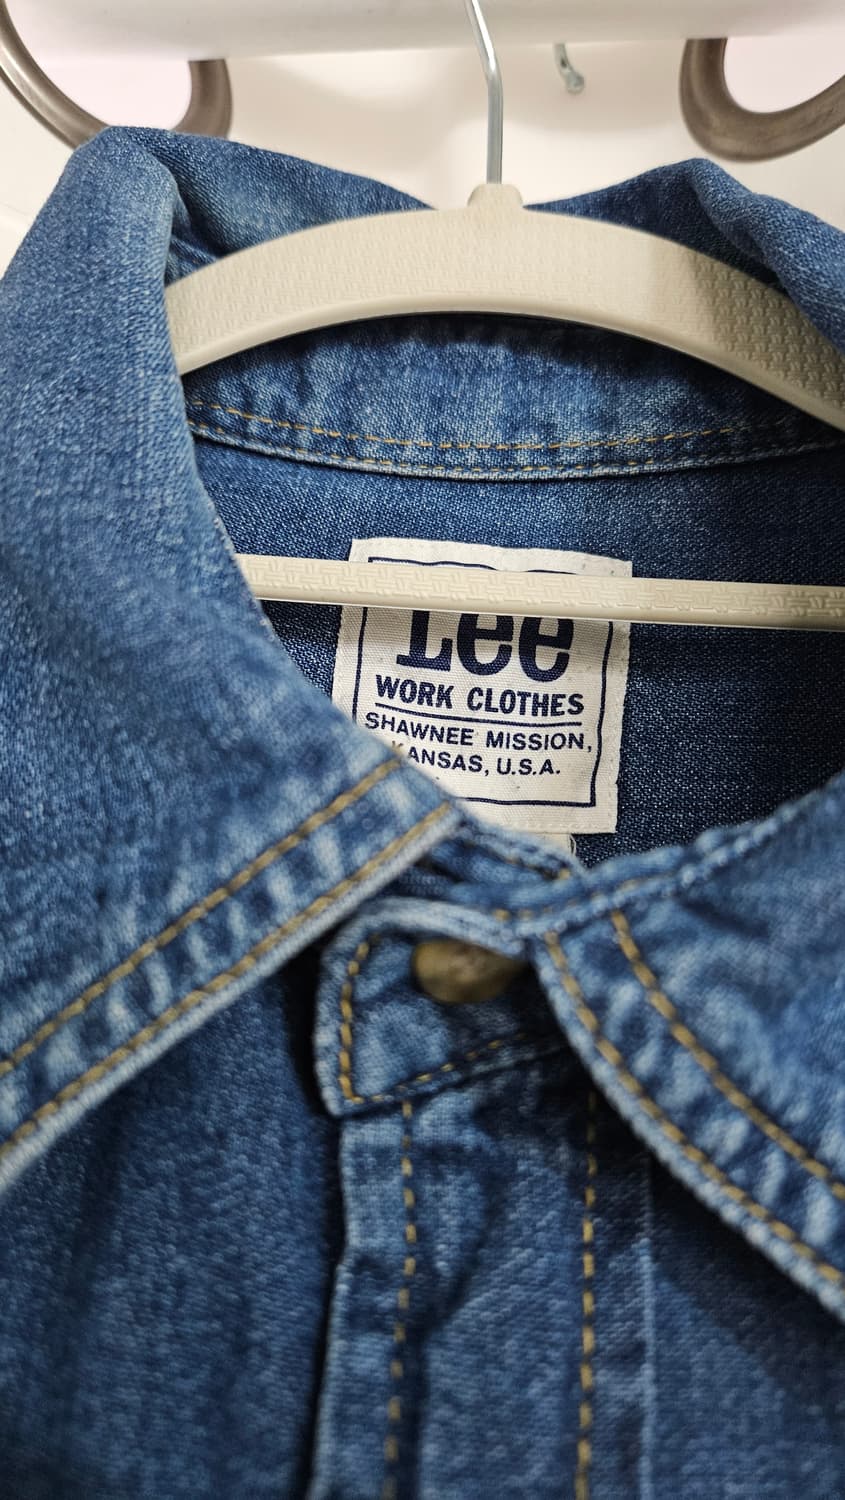 Lee
WORK CLOTHES
SHAWNEE MISSION,
KANSAS, U.S.A.